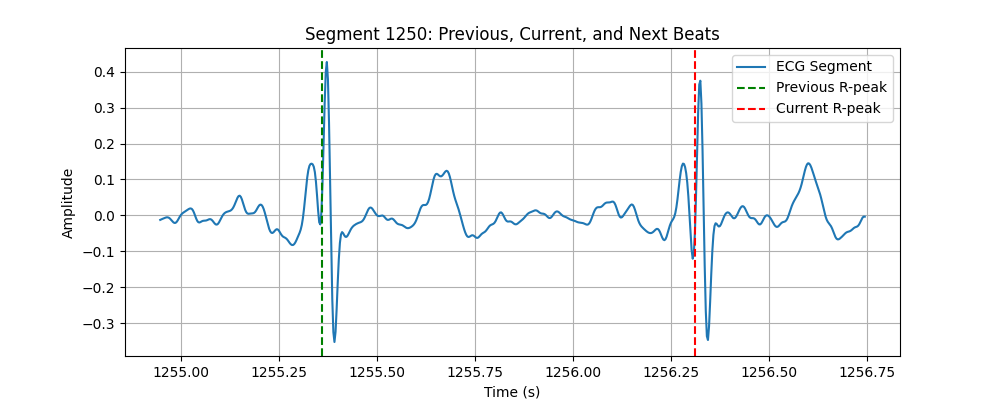 Segment 1250: Previous, Current, and Next Beats
ECG Segment
Previous R-peak
Current R-peak
Amplitude
0.4
0.3
0.2
0.1
0.0
−0.1
−0.2
−0.3
1255.00 1255.25 1255.50 1255.75 1256.00 1256.25 1256.50 1256.75
Time (s)